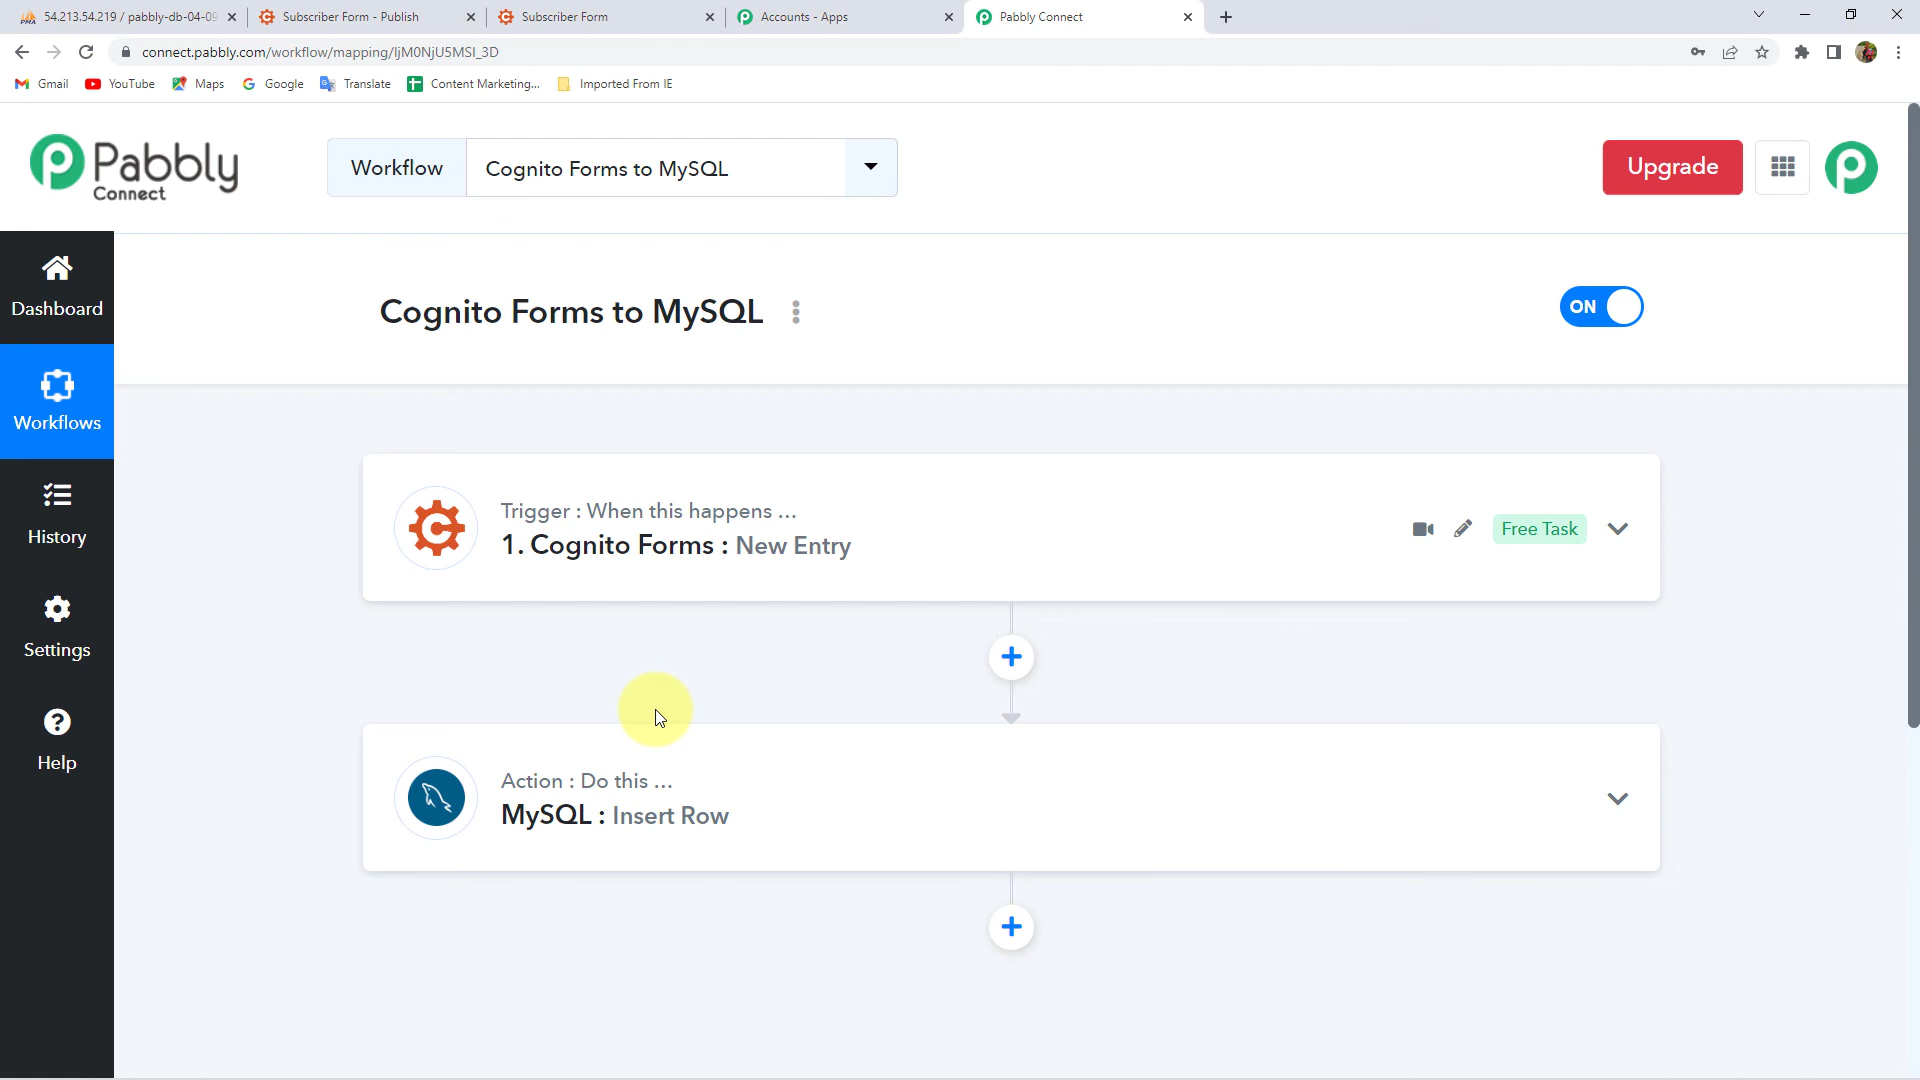 54.213.54.219 / pabbly-db-04-09
Subscriber Form - Publish
Subscriber Form
Accounts - Apps
Pabbly Connect
connect.pabbly.com/workflow/mapping/IjM0NjU5MSI_3D
Gmail
YouTube
Maps
Google
Translate
Content Marketing...
Imported From IE
Pabbly
Connect
Workflow
Cognito Forms to MySQL
Upgrade
Dashboard
Workflows
History
Settings
Help
Cognito Forms to MySQL
ON
Trigger : When this happens ...
1. Cognito Forms : New Entry
Free Task
Action : Do this ...
MySQL : Insert Row